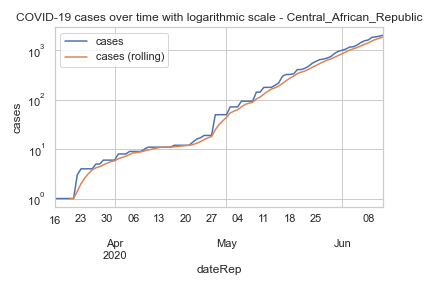 COVID-19 cases over time with logarithmic scale - Central_African_Republic
cases
cases (rolling)
10³
10²
10¹
10⁰
cases
16 23 30 06 13 20 27 04 11 18 25 08
Apr May Jun
2020
dateRep